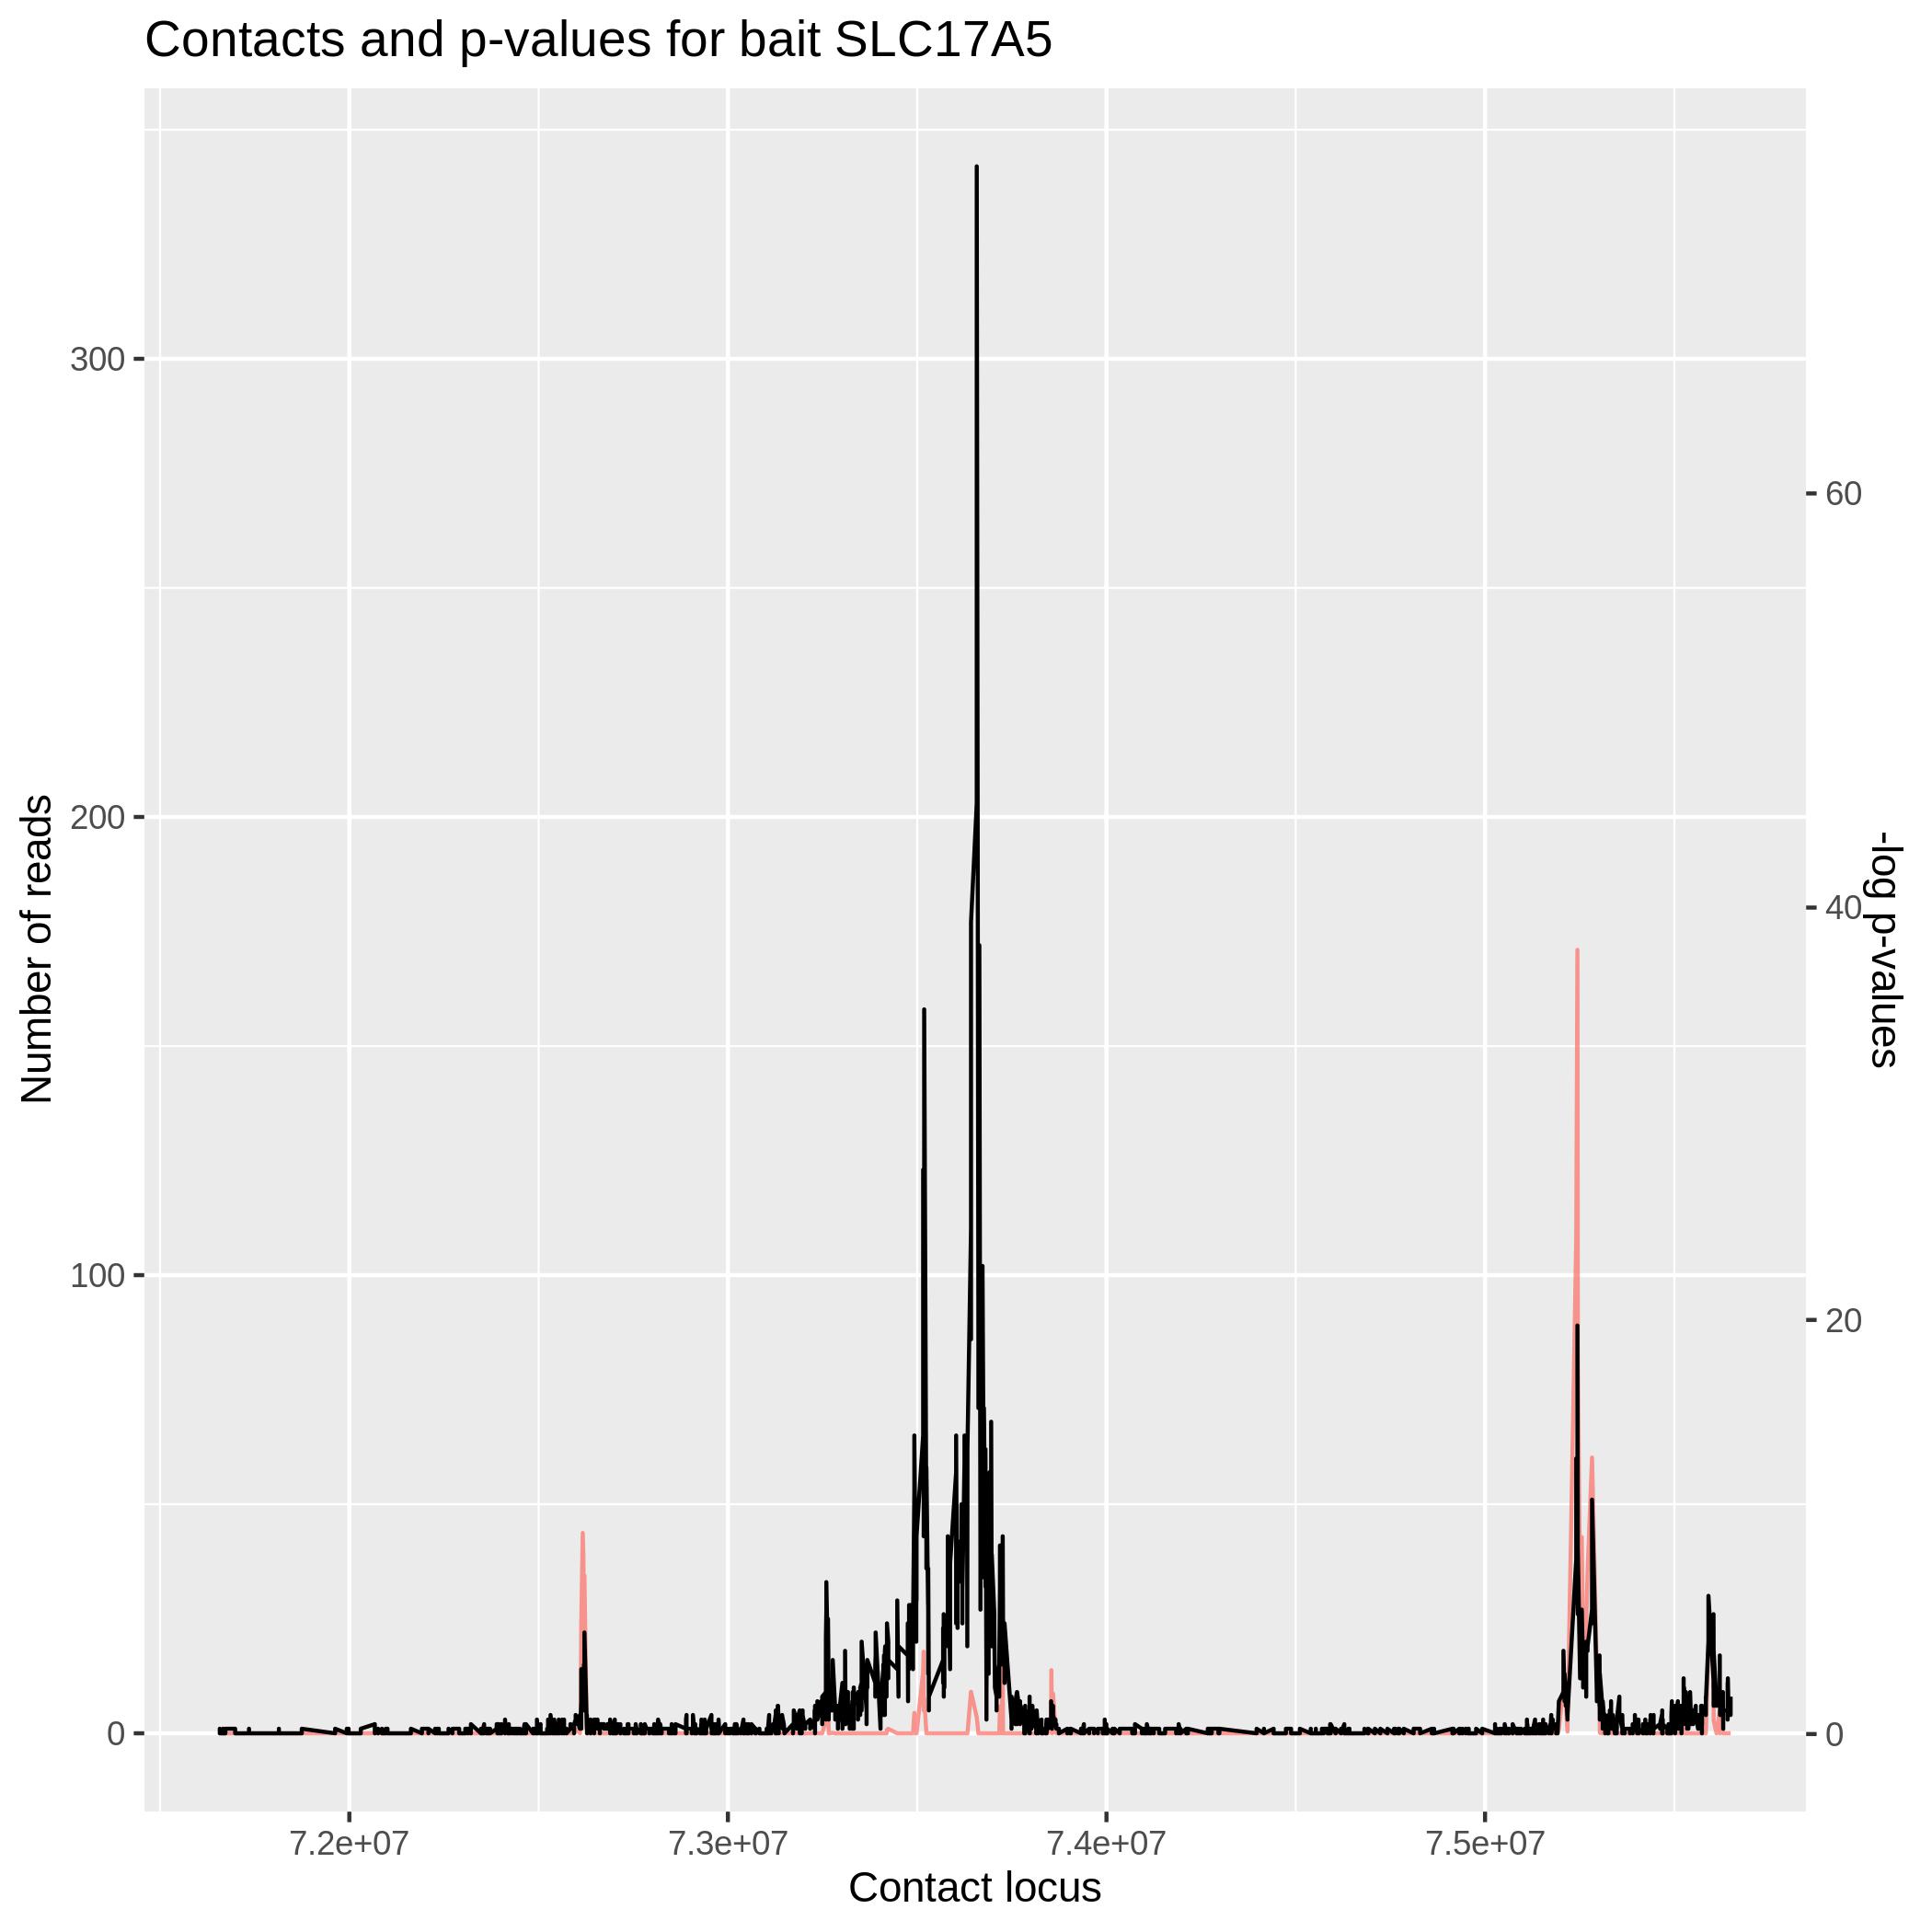 Contacts and p-values for bait SLC17A5
300
200
100
0
Number of reads
60
40
20
0
-log p-values
7.2e+07 7.3e+07 7.4e+07 7.5e+07
Contact locus